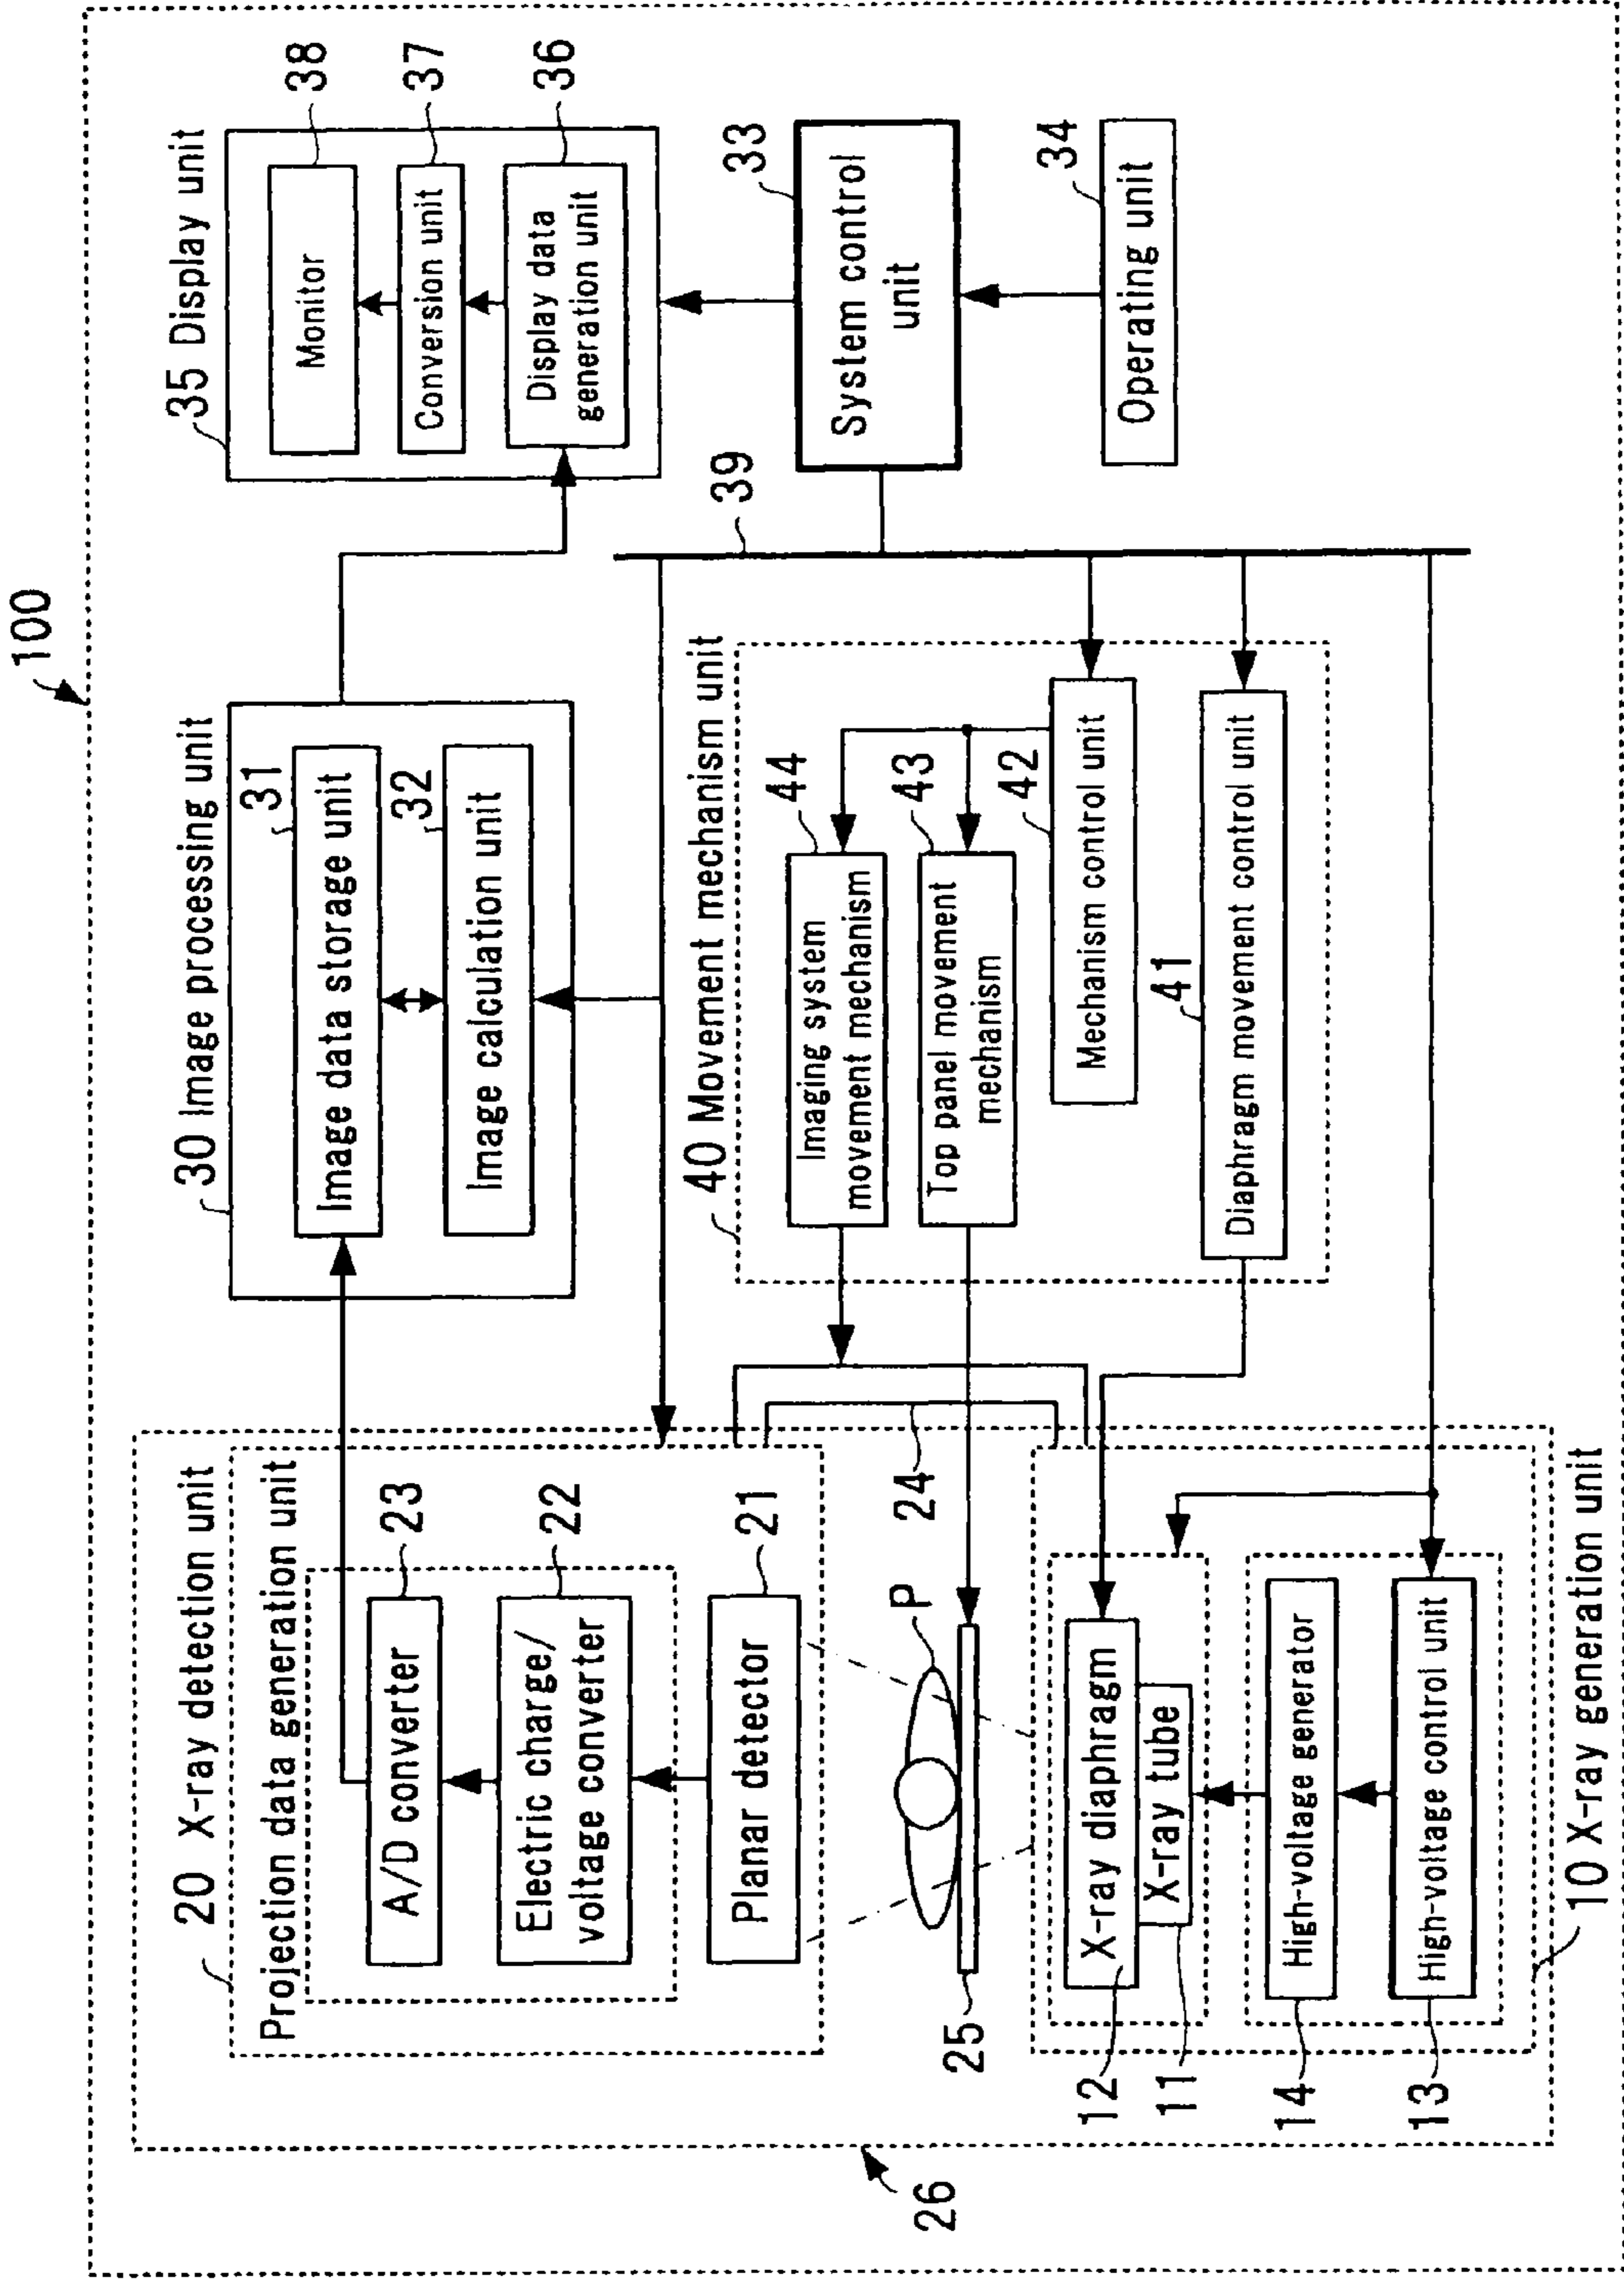 100
20 X-ray detection unit
Projection data generation unit
A/D converter
23
Electric charge/
voltage converter
22
Planar detector
21
P
25
24
26
12
X-ray diaphragm
X-ray tube
11
High-voltage generator
14
High-voltage control unit
13
10 X-ray generation unit
30 Image processing unit
31
Image data storage unit
32
Image calculation unit
40 Movement mechanism unit
44
Imaging system
movement mechanism
43
Top panel movement
mechanism
42
Mechanism control unit
41
Diaphragm movement control unit
39
35 Display unit
38
Monitor
37
Conversion unit
36
Display data
generation unit
33
System control
unit
34
Operating unit